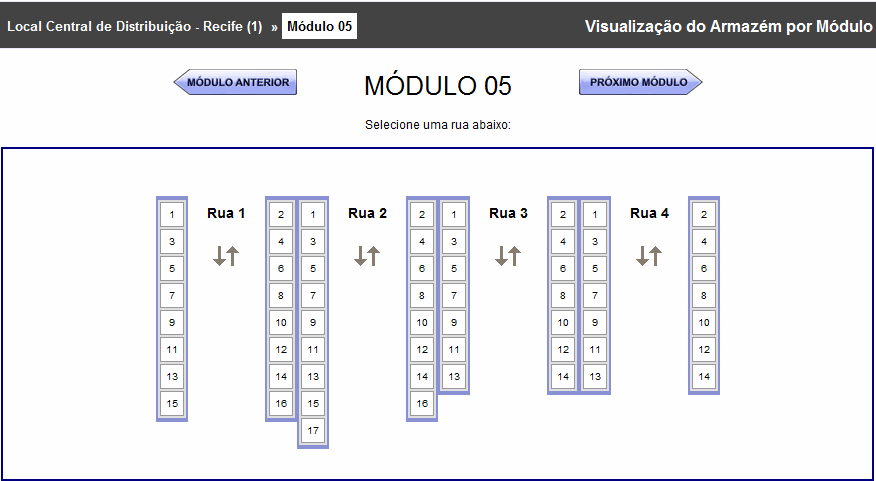 Local Central de Distribuição - Recife (1) » Módulo 05
Visualização do Armazém por Módulo
MÓDULO ANTERIOR
MÓDULO 05
PRÓXIMO MÓDULO
Selecione uma rua abaixo:
1 Rua 1 2 1 Rua 2 2 1 Rua 3 2 1 Rua 4 2
3 4 3 4 3 4 3 4
5 6 5 6 5 6 5 6
7 8 7 8 7 8 7 8
9 10 9 10 9 10 9 10
11 12 11 12 11 12 11 12
13 14 13 14 13 14 13 14
15 16 15 16
17